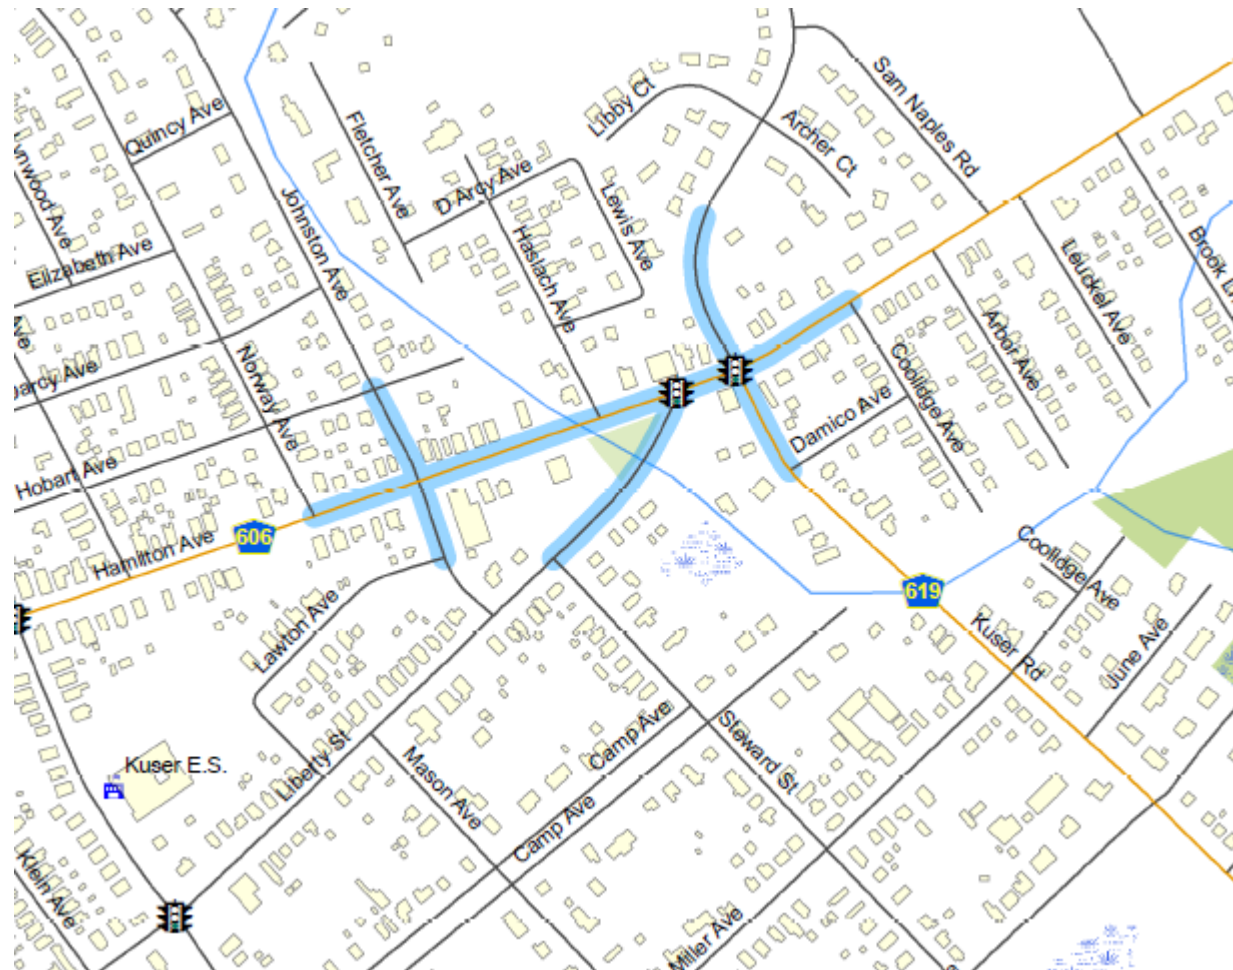 Quincy Ave
Fletcher Ave
Libby Ct
Sam Naples Rd
Archer Ct
D Arcy Ave
Lewis Ave
Johnston Ave
Elizabeth Ave
Haslach Ave
Leuckel Ave
Arbor Ave
Norway Ave
Coolidge Ave
Damico Ave
Hobart Ave
606
Hamilton Ave
Coolidge Ave
619
Kuser Rd
June Ave
Lawton Ave
Camp Ave
Steward St
Liberty St
Mason Ave
Kuser E.S.
Camp Ave
Klein Ave
Miller Ave